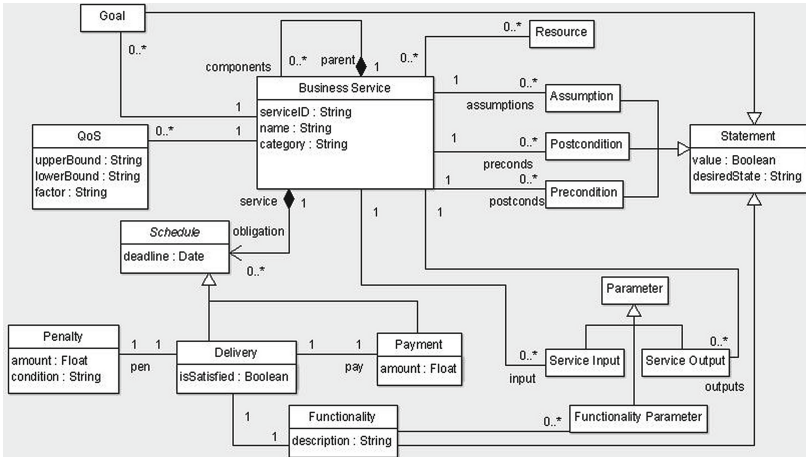 Goal
0..*
components
0..*
parent
1
0..*
Resource
Business Service
serviceID : String
name : String
category : String
1
0..*
assumptions
Assumption
1
QoS
upperBound : String
lowerBound : String
factor : String
0..*
1
1
0..*
preconds
Postcondition
Statement
value : Boolean
desiredState : String
1
0..*
postconds
Precondition
service
1
1
1
Schedule
deadline : Date
obligation
0..*
Parameter
Penalty
amount : Float
condition : String
1
1
pen
Delivery
isSatisfied : Boolean
1
1
pay
Payment
amount : Float
0..*
input
Service Input
Service Output
0..*
outputs
1
1
Functionality
description : String
0..*
Functionality Parameter